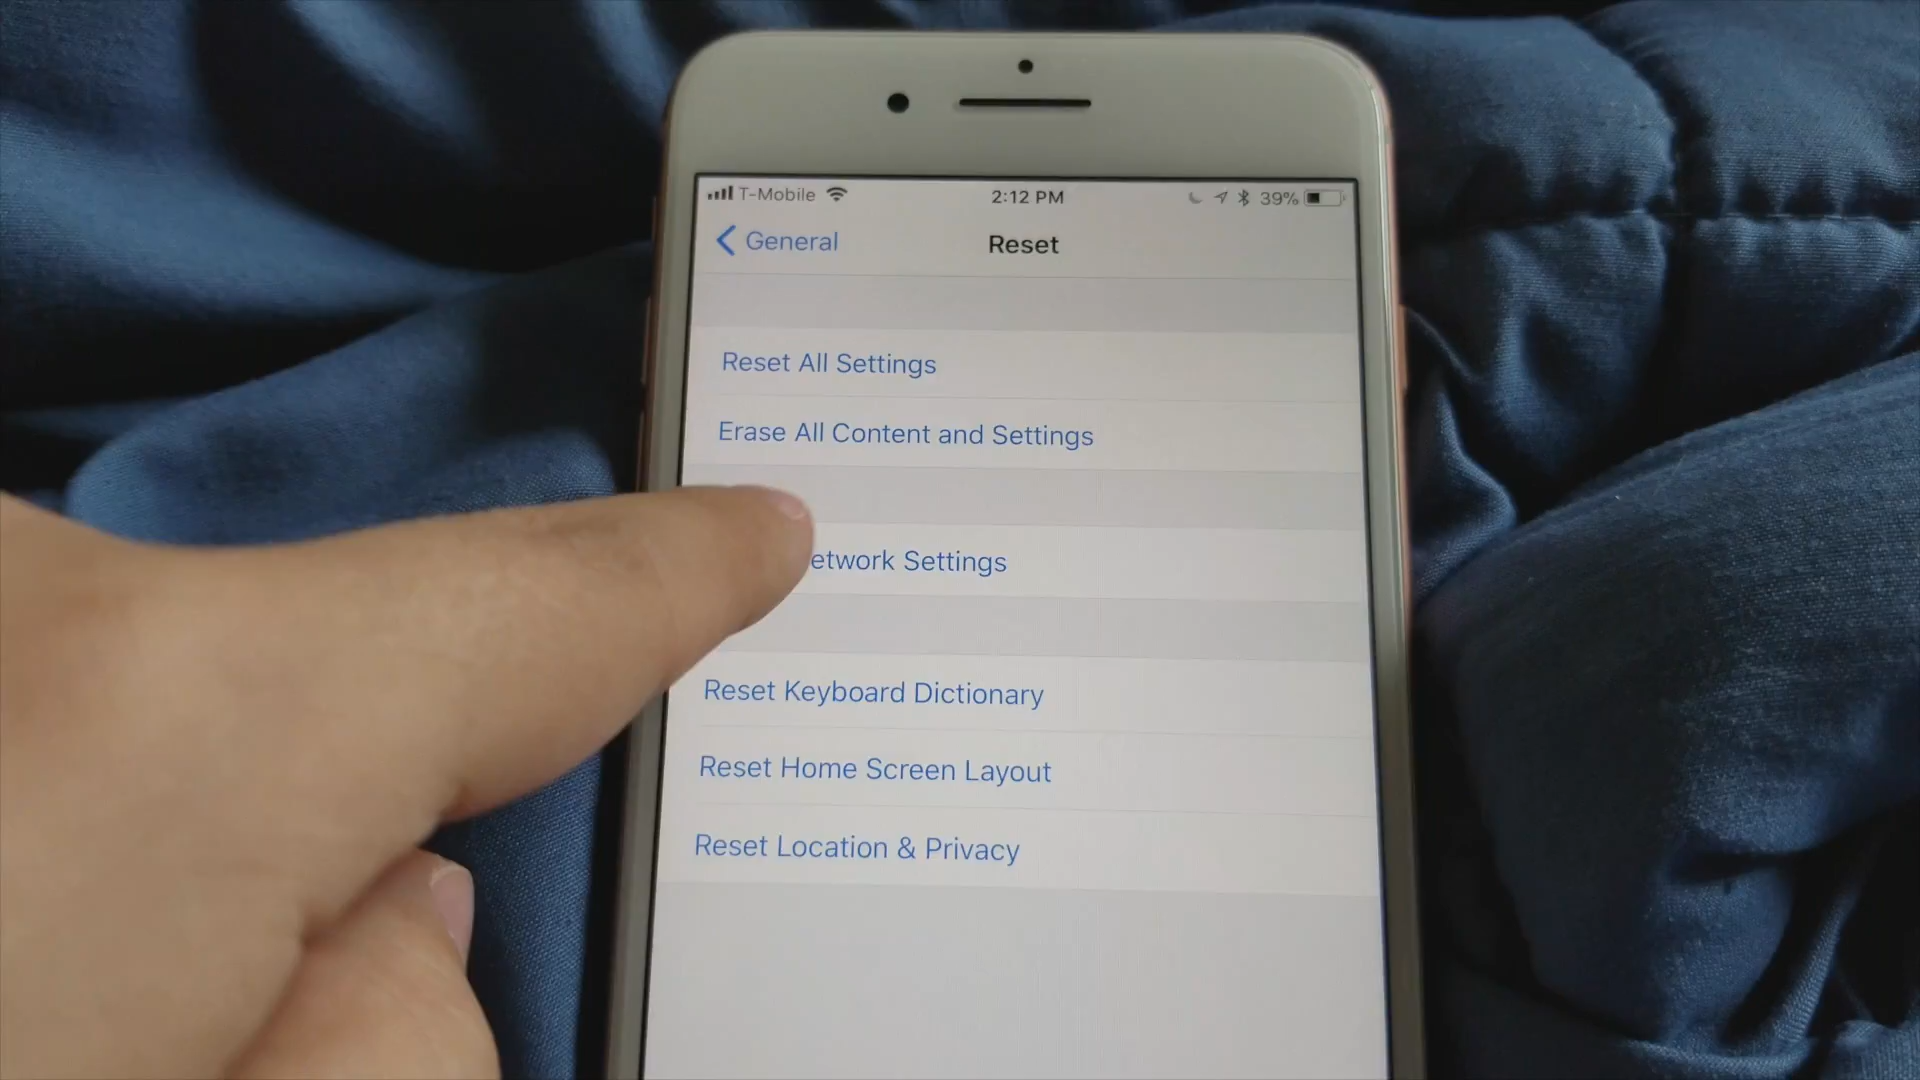 T-Mobile 2:12 PM 39%
General Reset
Reset All Settings
Erase All Content and Settings
etwork Settings
Reset Keyboard Dictionary
Reset Home Screen Layout
Reset Location & Privacy